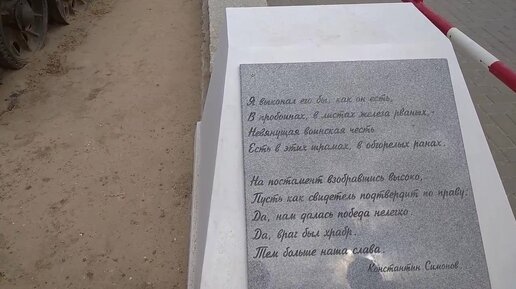 Я выконал его бы, как он есть,
В пробоинах, в листах железа рваных,-
Невянущая воинская честь
Есть в этих шрамах, в обгорелых ранах.
На постамент взобравшись высоко,
Пусть как свидетель подтвердит по праву:
Да, нам далась победа нелегко.
Да, враг был храбр.
Тем больше наша слава.
Константин Симонов